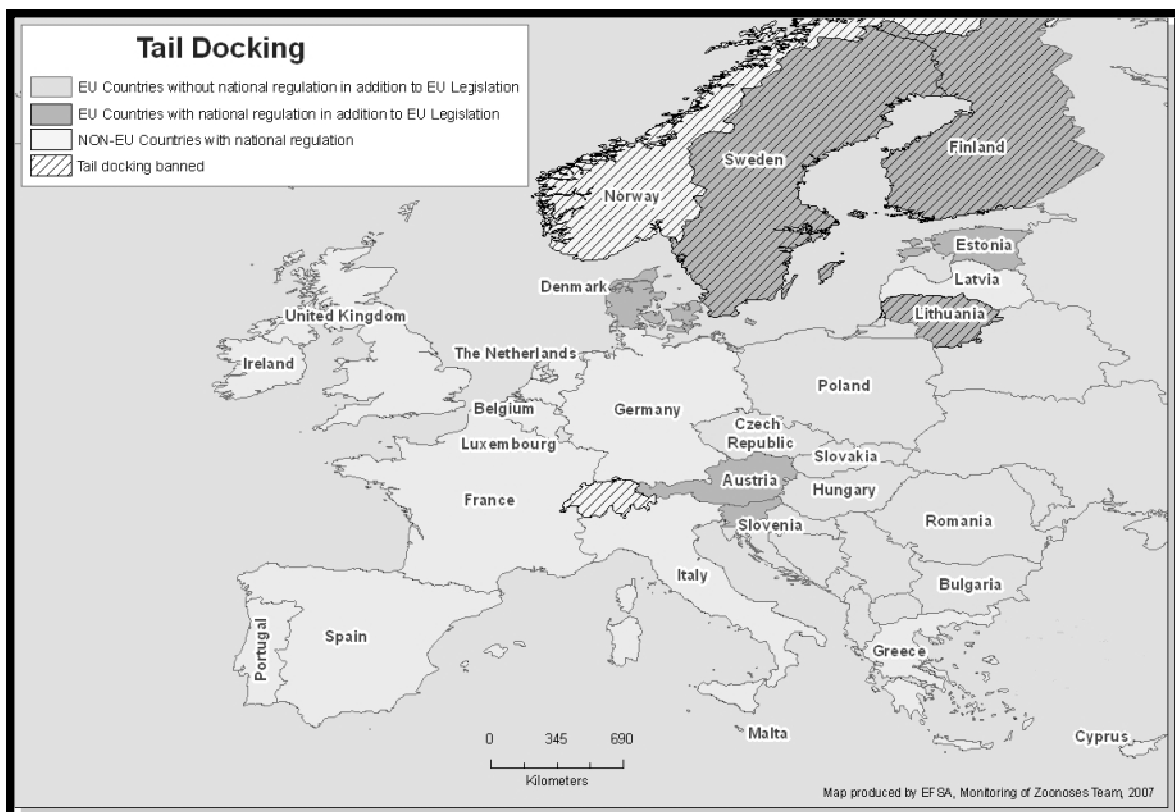 Tail Docking
EU Countries without national regulation in addition to EU Legislation
EU Countries with national regulation in addition to EU Legislation
NON-EU Countries with national regulation
Tail docking banned
Sweden
Finland
Norway
Estonia
Latvia
Denmark
Lithuania
United Kingdom
The Netherlands
Ireland
Poland
Belgium
Germany
Czech
Republic
Luxembourg
Slovakia
Austria
Hungary
France
Romania
Slovenia
Italy
Bulgaria
Portugal
Spain
Greece
Malta
Cyprus
0 345 690
Kilometers
Map produced by EFSA, Monitoring of Zoonoses Team, 2007